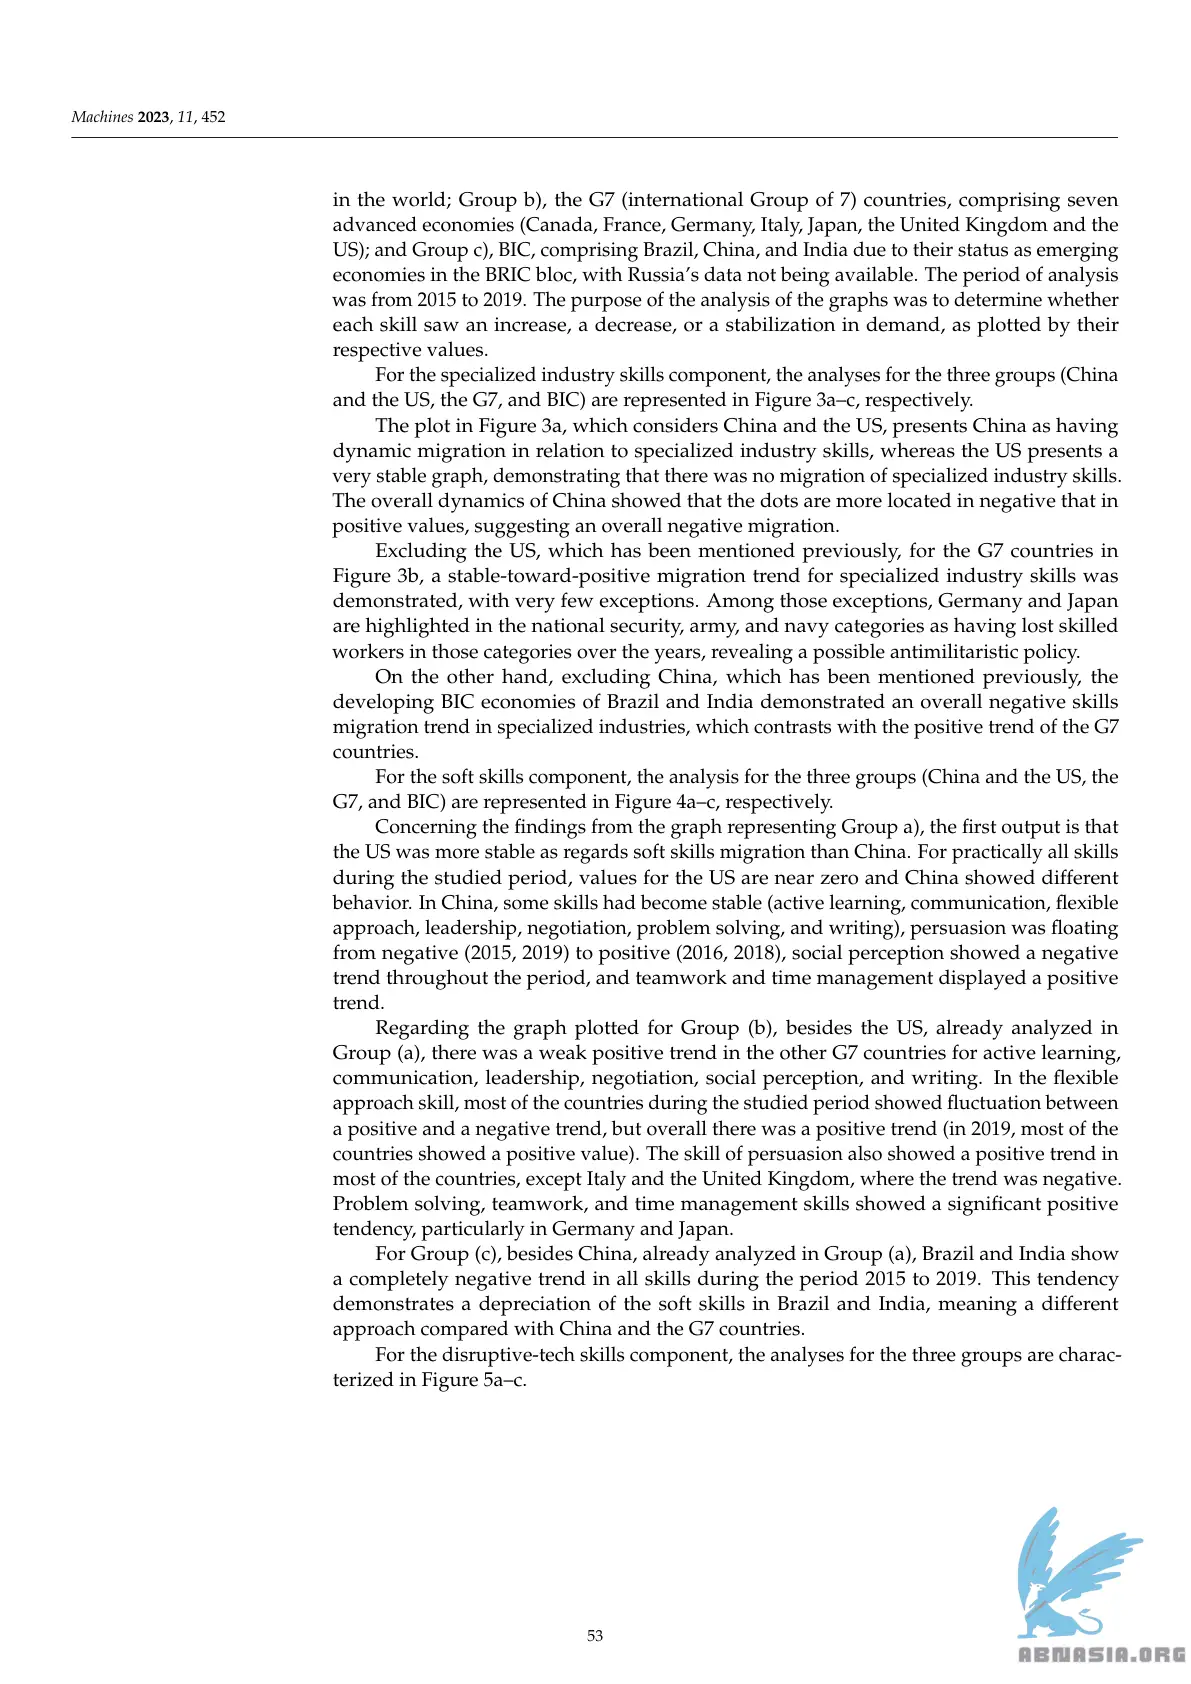 Machines 2023, 11, 452
in the world; Group b), the G7 (international Group of 7) countries, comprising seven
advanced economies (Canada, France, Germany, Italy, Japan, the United Kingdom and the
US); and Group c), BIC, comprising Brazil, China, and India due to their status as emerging
economies in the BRIC bloc, with Russia’s data not being available. The period of analysis
was from 2015 to 2019. The purpose of the analysis of the graphs was to determine whether
each skill saw an increase, a decrease, or a stabilization in demand, as plotted by their
respective values.
For the specialized industry skills component, the analyses for the three groups (China
and the US, the G7, and BIC) are represented in Figure 3a–c, respectively.
The plot in Figure 3a, which considers China and the US, presents China as having
dynamic migration in relation to specialized industry skills, whereas the US presents a
very stable graph, demonstrating that there was no migration of specialized industry skills.
The overall dynamics of China showed that the dots are more located in negative that in
positive values, suggesting an overall negative migration.
Excluding the US, which has been mentioned previously, for the G7 countries in
Figure 3b, a stable-toward-positive migration trend for specialized industry skills was
demonstrated, with very few exceptions. Among those exceptions, Germany and Japan
are highlighted in the national security, army, and navy categories as having lost skilled
workers in those categories over the years, revealing a possible antimilitaristic policy.
On the other hand, excluding China, which has been mentioned previously, the
developing BIC economies of Brazil and India demonstrated an overall negative skills
migration trend in specialized industries, which contrasts with the positive trend of the G7
countries.
For the soft skills component, the analysis for the three groups (China and the US, the
G7, and BIC) are represented in Figure 4a–c, respectively.
Concerning the findings from the graph representing Group a), the first output is that
the US was more stable as regards soft skills migration than China. For practically all skills
during the studied period, values for the US are near zero and China showed different
behavior. In China, some skills had become stable (active learning, communication, flexible
approach, leadership, negotiation, problem solving, and writing), persuasion was floating
from negative (2015, 2019) to positive (2016, 2018), social perception showed a negative
trend throughout the period, and teamwork and time management displayed a positive
trend.
Regarding the graph plotted for Group (b), besides the US, already analyzed in
Group (a), there was a weak positive trend in the other G7 countries for active learning,
communication, leadership, negotiation, social perception, and writing. In the flexible
approach skill, most of the countries during the studied period showed fluctuation between
a positive and a negative trend, but overall there was a positive trend (in 2019, most of the
countries showed a positive value). The skill of persuasion also showed a positive trend in
most of the countries, except Italy and the United Kingdom, where the trend was negative.
Problem solving, teamwork, and time management skills showed a significant positive
tendency, particularly in Germany and Japan.
For Group (c), besides China, already analyzed in Group (a), Brazil and India show
a completely negative trend in all skills during the period 2015 to 2019. This tendency
demonstrates a depreciation of the soft skills in Brazil and India, meaning a different
approach compared with China and the G7 countries.
For the disruptive-tech skills component, the analyses for the three groups are charac-
terized in Figure 5a–c.
53
ABNASIA.ORG